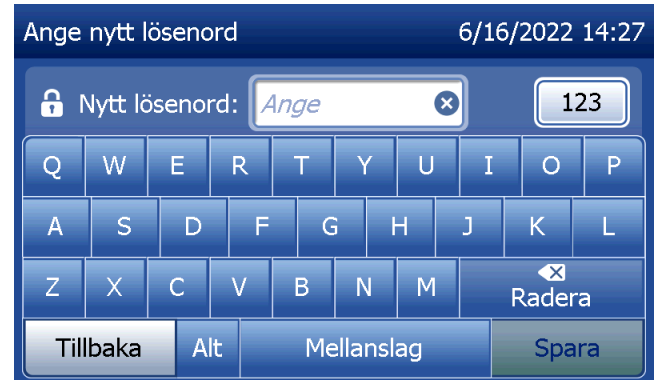 Ange nytt lösenord 6/16/2022 14:27
Nytt lösenord: Ange 123
Q W E R T Y U I O P
A S D F G H J K L
Z X C V B N M Radera
Tillbaka Alt Mellanslag Spara